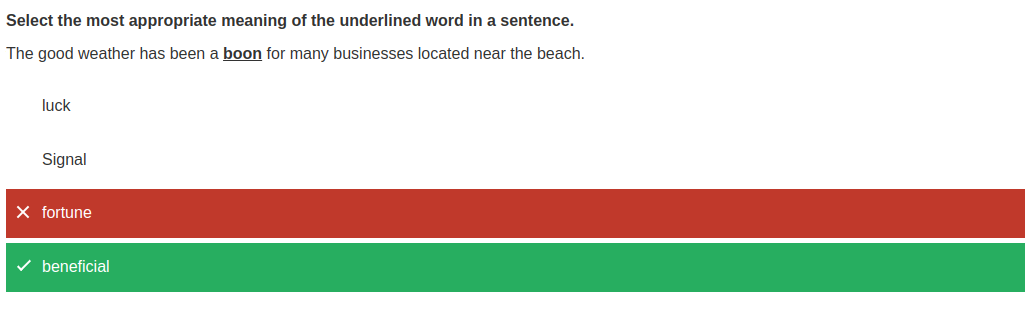 Select the most appropriate meaning of the underlined word in a sentence.
The good weather has been a boon for many businesses located near the beach.
luck
Signal
fortune
beneficial